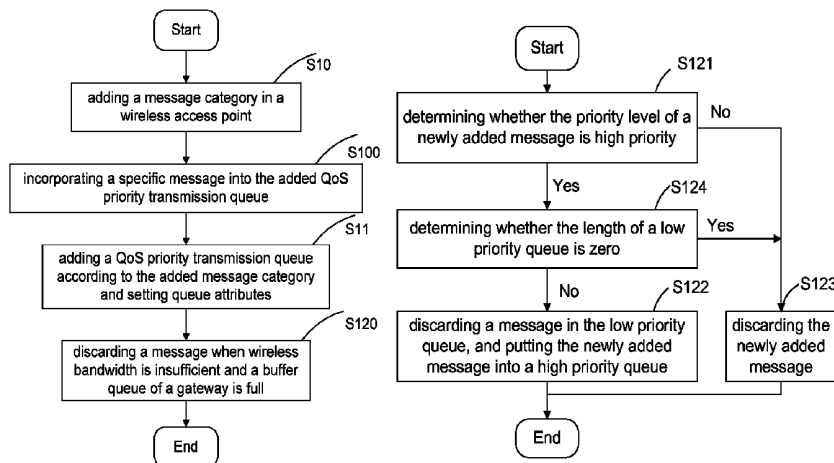 Start
S10
adding a message category in a
wireless access point
S100
incorporating a specific message into the added QoS
priority transmission queue
S11
adding a QoS priority transmission queue
according to the added message category
and setting queue attributes
S120
discarding a message when wireless
bandwidth is insufficient and a buffer
queue of a gateway is full
End
Start
S121
determining whether the priority level of a
newly added message is high priority
No
Yes
S124
determining whether the length of a low
priority queue is zero
Yes
No
S122
discarding a message in the low priority
queue, and putting the newly added
message into a high priority queue
S123
discarding the
newly added
message
End